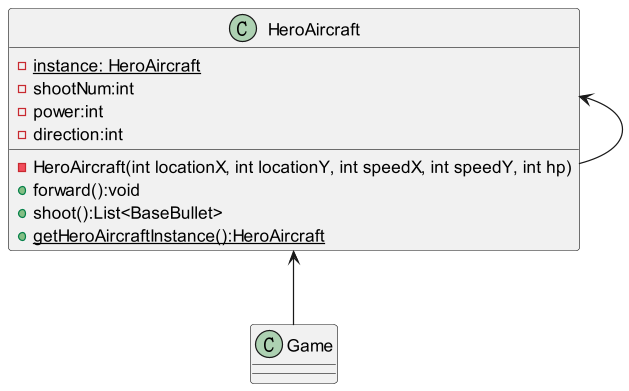 C HeroAircraft
instance: HeroAircraft
shootNum:int
power:int
direction:int
HeroAircraft(int locationX, int locationY, int speedX, int speedY, int hp)
forward():void
shoot():List<BaseBullet>
getHeroAircraftInstance():HeroAircraft
C Game